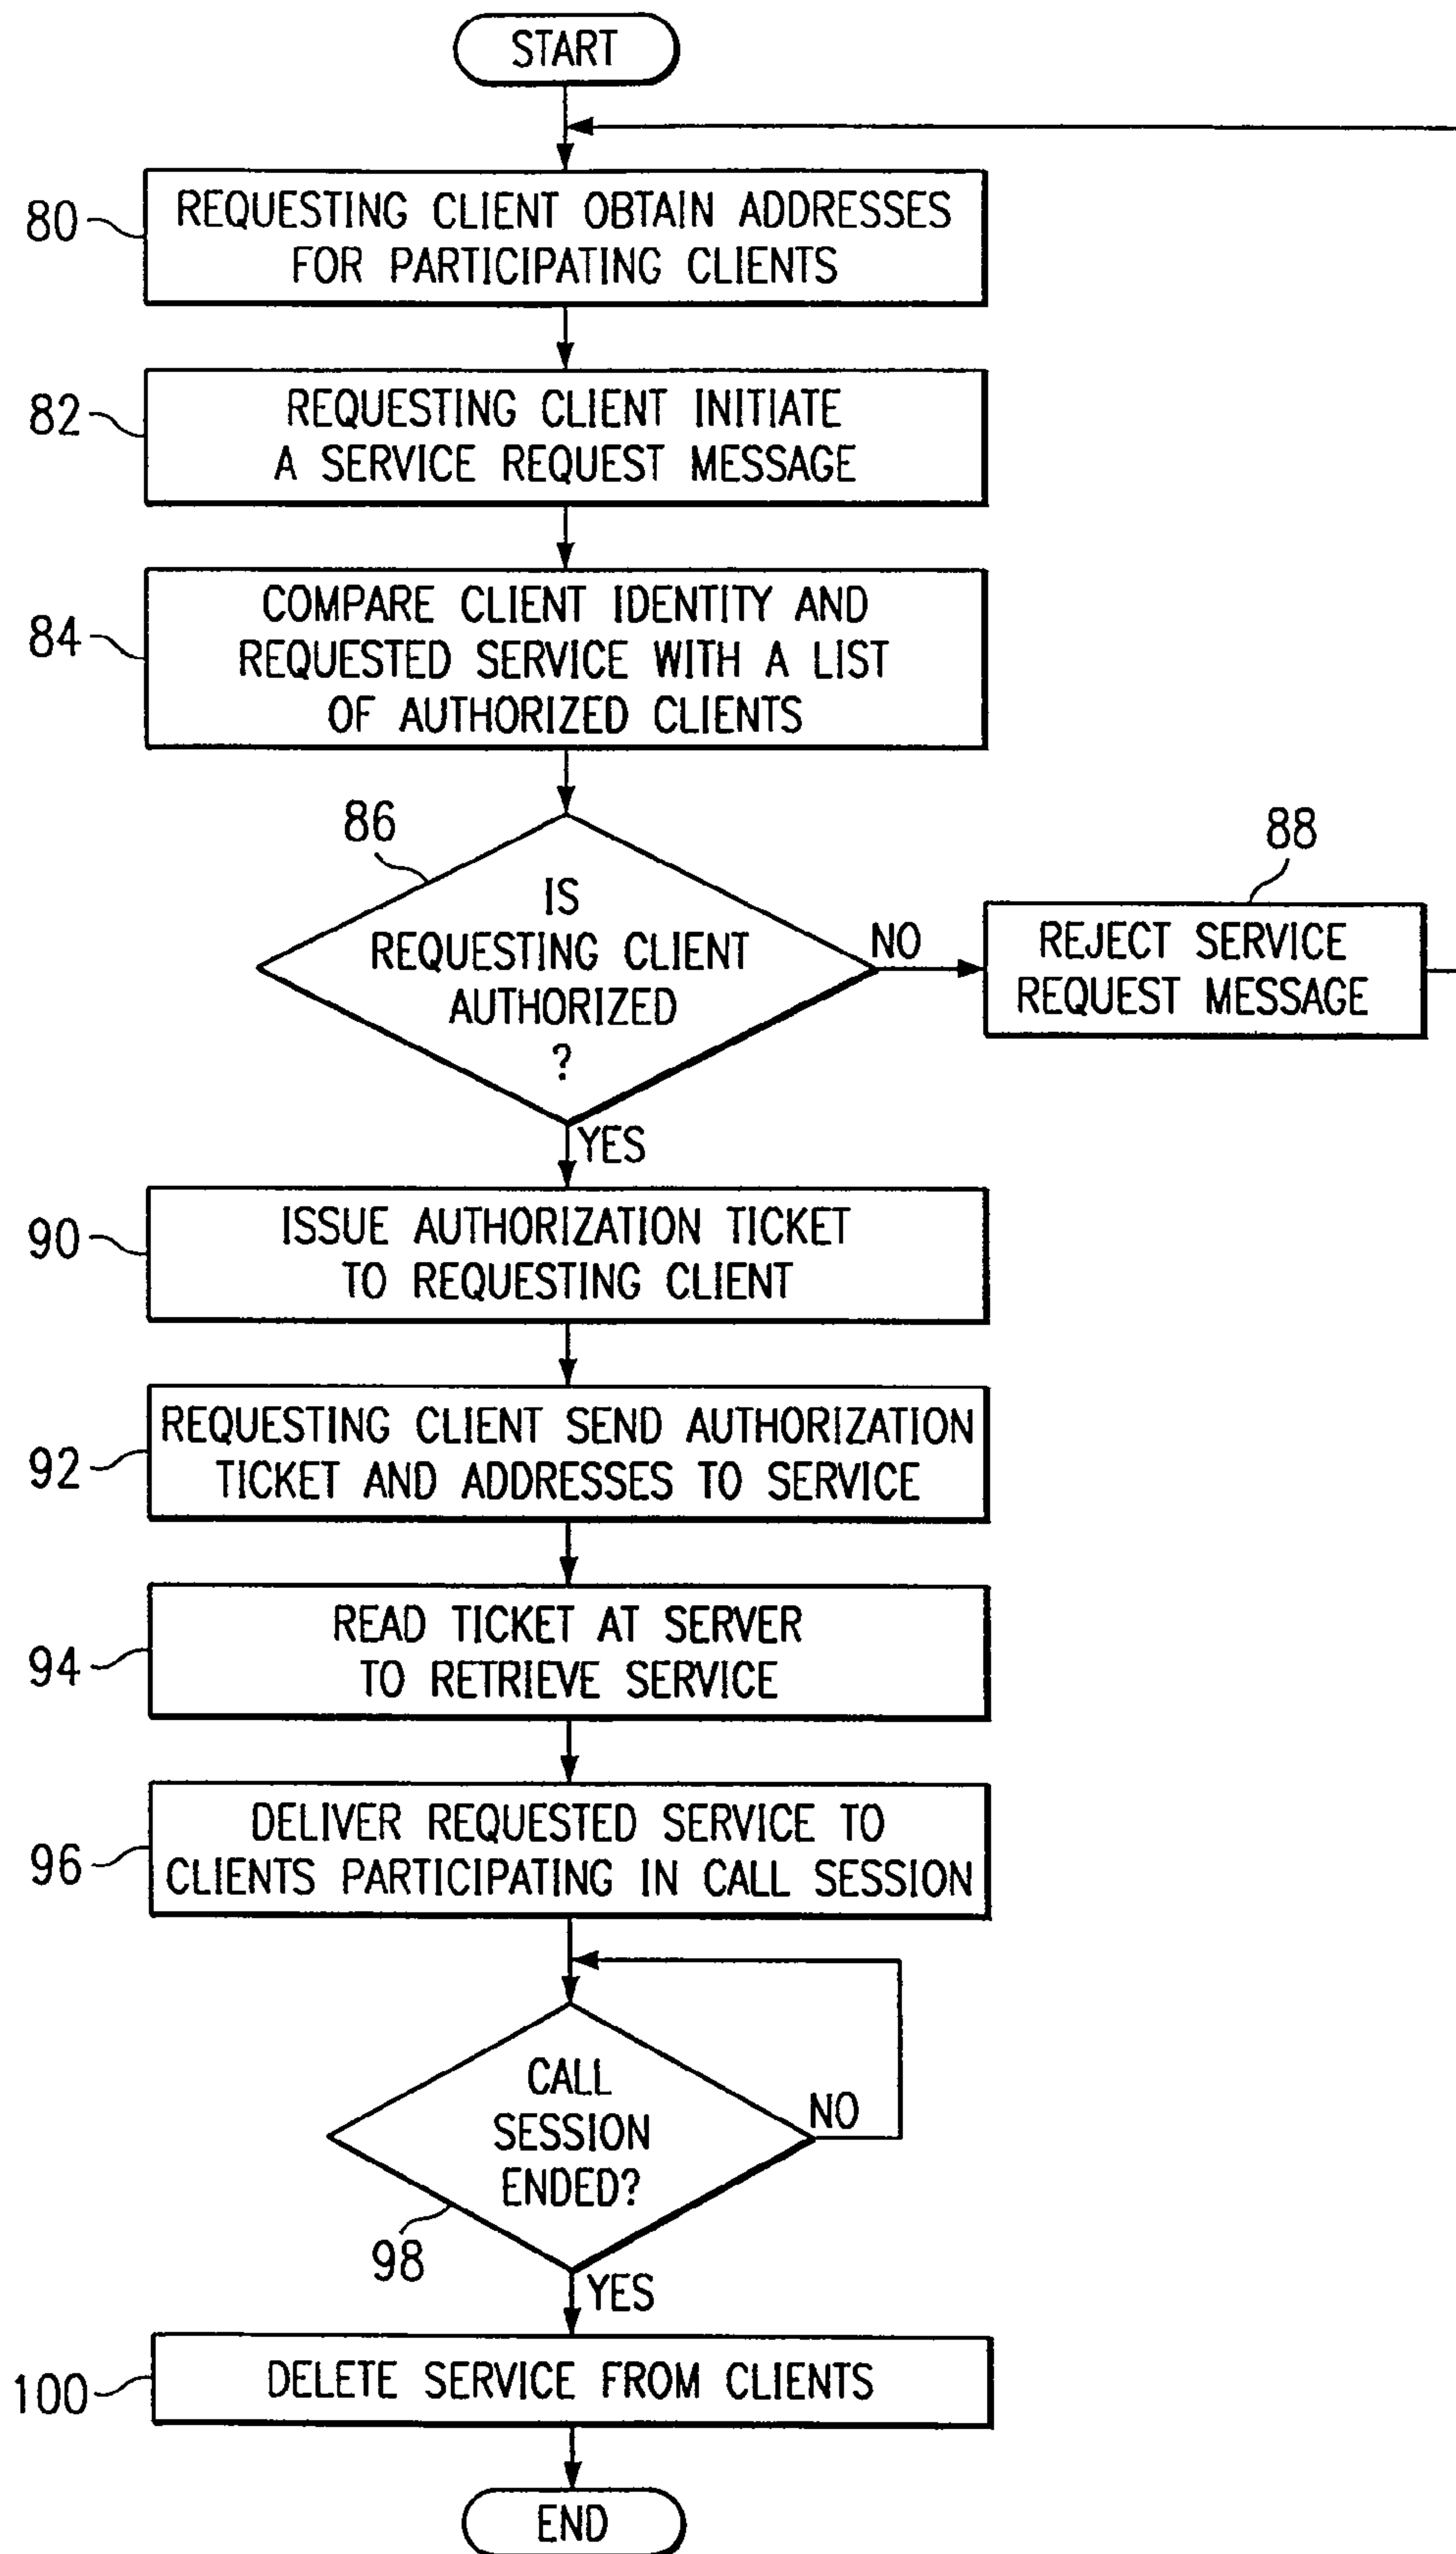 START
80
REQUESTING CLIENT OBTAIN ADDRESSES
FOR PARTICIPATING CLIENTS
82
REQUESTING CLIENT INITIATE
A SERVICE REQUEST MESSAGE
84
COMPARE CLIENT IDENTITY AND
REQUESTED SERVICE WITH A LIST
OF AUTHORIZED CLIENTS
86
IS
REQUESTING CLIENT
AUTHORIZED
?
NO
88
REJECT SERVICE
REQUEST MESSAGE
YES
90
ISSUE AUTHORIZATION TICKET
TO REQUESTING CLIENT
92
REQUESTING CLIENT SEND AUTHORIZATION
TICKET AND ADDRESSES TO SERVICE
94
READ TICKET AT SERVER
TO RETRIEVE SERVICE
96
DELIVER REQUESTED SERVICE TO
CLIENTS PARTICIPATING IN CALL SESSION
CALL
SESSION
ENDED?
NO
98
YES
100
DELETE SERVICE FROM CLIENTS
END